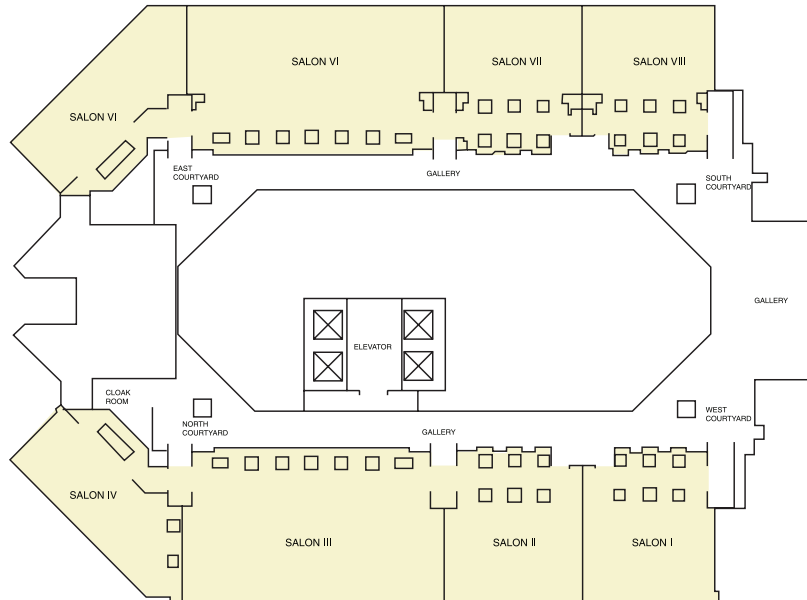 SALON VI
SALON VII
SALON VIII
SALON VI
EAST
COURTYARD
GALLERY
SOUTH
COURTYARD
GALLERY
ELEVATOR
CLOAK
ROOM
NORTH
COURTYARD
GALLERY
WEST
COURTYARD
SALON IV
SALON III
SALON II
SALON I